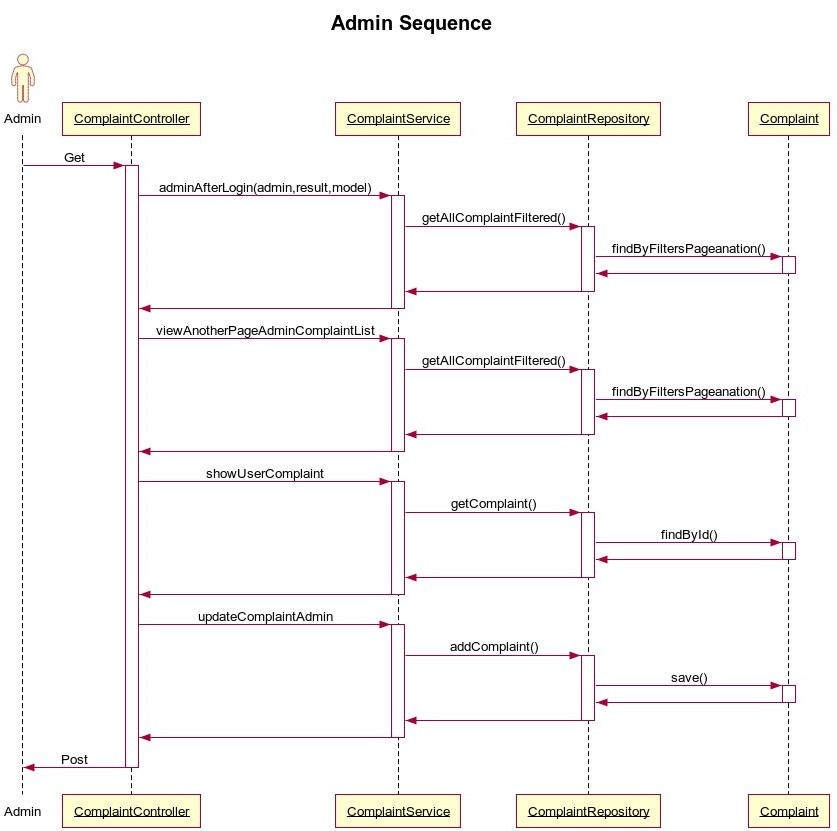 Admin Sequence
Admin
ComplaintController
ComplaintService
ComplaintRepository
Complaint
Get
adminAfterLogin(admin,result,model)
getAllComplaintFiltered()
findByFiltersPageanation()
viewAnotherPageAdminComplaintList
getAllComplaintFiltered()
findByFiltersPageanation()
showUserComplaint
getComplaint()
findById()
updateComplaintAdmin
addComplaint()
save()
Post
Admin
ComplaintController
ComplaintService
ComplaintRepository
Complaint